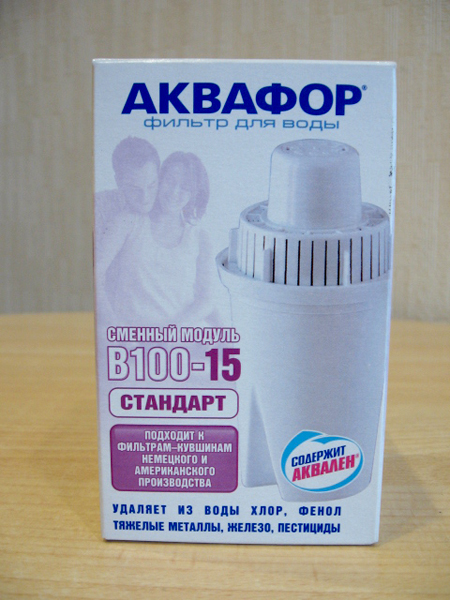 АКВАФОР®
фильтр для воды
СМЕННЫЙ МОДУЛЬ
В100-15
СТАНДАРТ
ПОДХОДИТ К
ФИЛЬТРАМ–КУВШИНАМ
НЕМЕЦКОГО И
АМЕРИКАНСКОГО
ПРОИЗВОДСТВА
СОДЕРЖИТ
АКВАЛЕН®
УДАЛЯЕТ ИЗ ВОДЫ ХЛОР, ФЕНОЛ
ТЯЖЕЛЫЕ МЕТАЛЛЫ, ЖЕЛЕЗО, ПЕСТИЦИДЫ